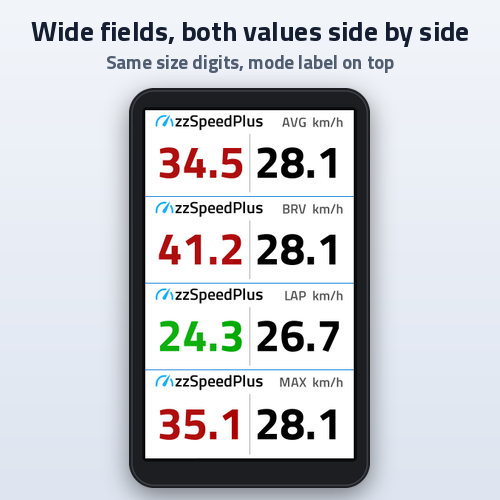 Wide fields, both values side by side
Same size digits, mode label on top
zzSpeedPlus AVG km/h
34.5 28.1
zzSpeedPlus BRV km/h
41.2 28.1
zzSpeedPlus LAP km/h
24.3 26.7
zzSpeedPlus MAX km/h
35.1 28.1